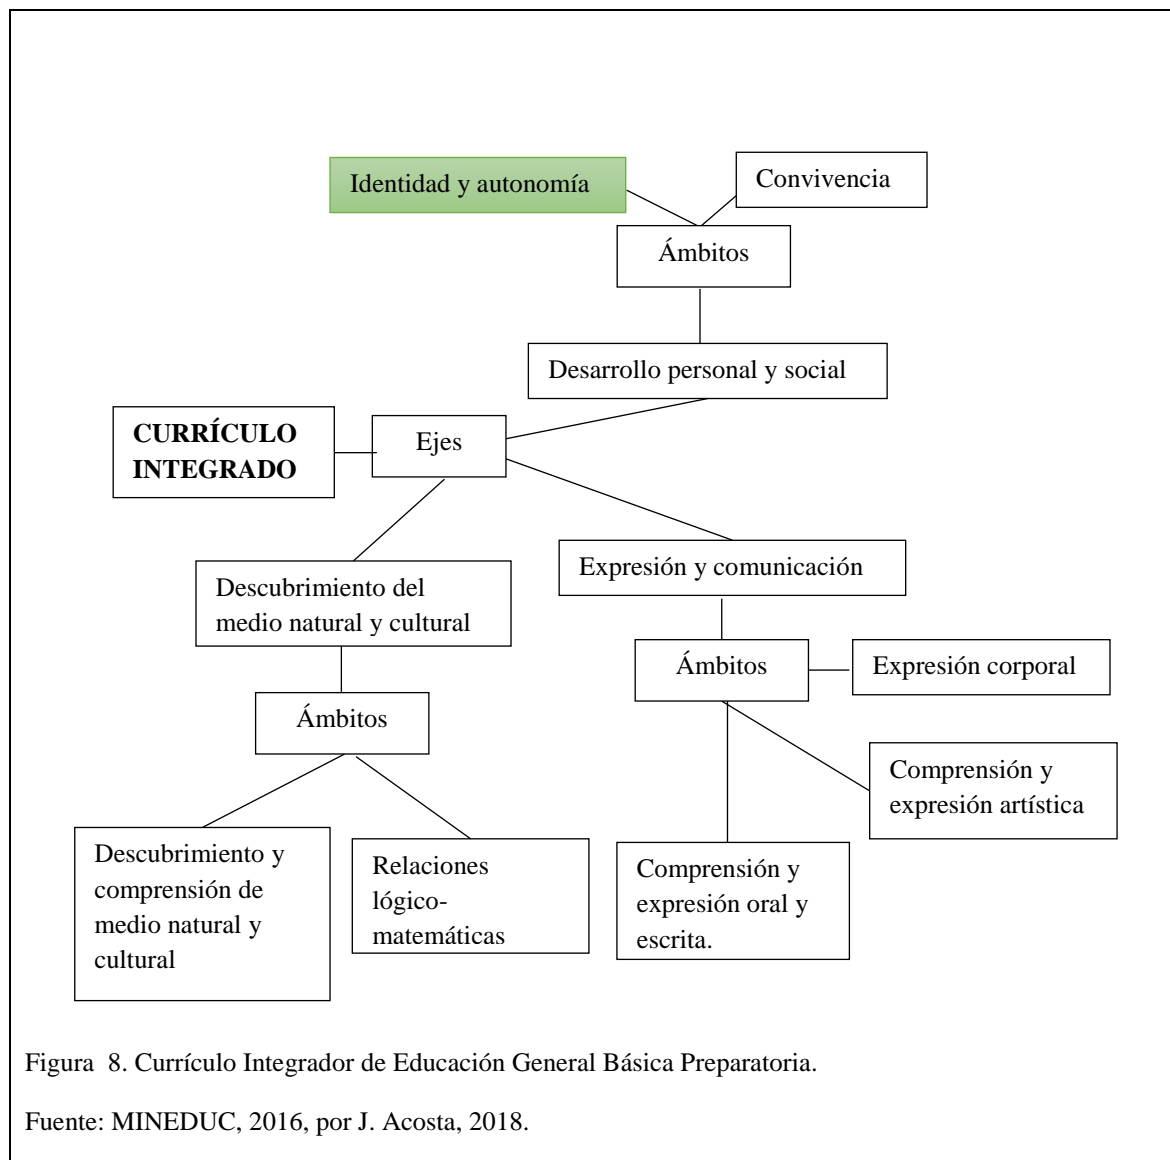 Identidad y autonomía
Convivencia
Ámbitos
Desarrollo personal y social
CURRÍCULO
INTEGRADO
Ejes
Descubrimiento del
medio natural y cultural
Expresión y comunicación
Ámbitos
Expresión corporal
Ámbitos
Comprensión y
expresión artística
Descubrimiento y
comprensión de
medio natural y
cultural
Relaciones
lógico-
matemáticas
Comprensión y
expresión oral y
escrita.
Figura  8. Currículo Integrador de Educación General Básica Preparatoria.
Fuente: MINEDUC, 2016, por J. Acosta, 2018.